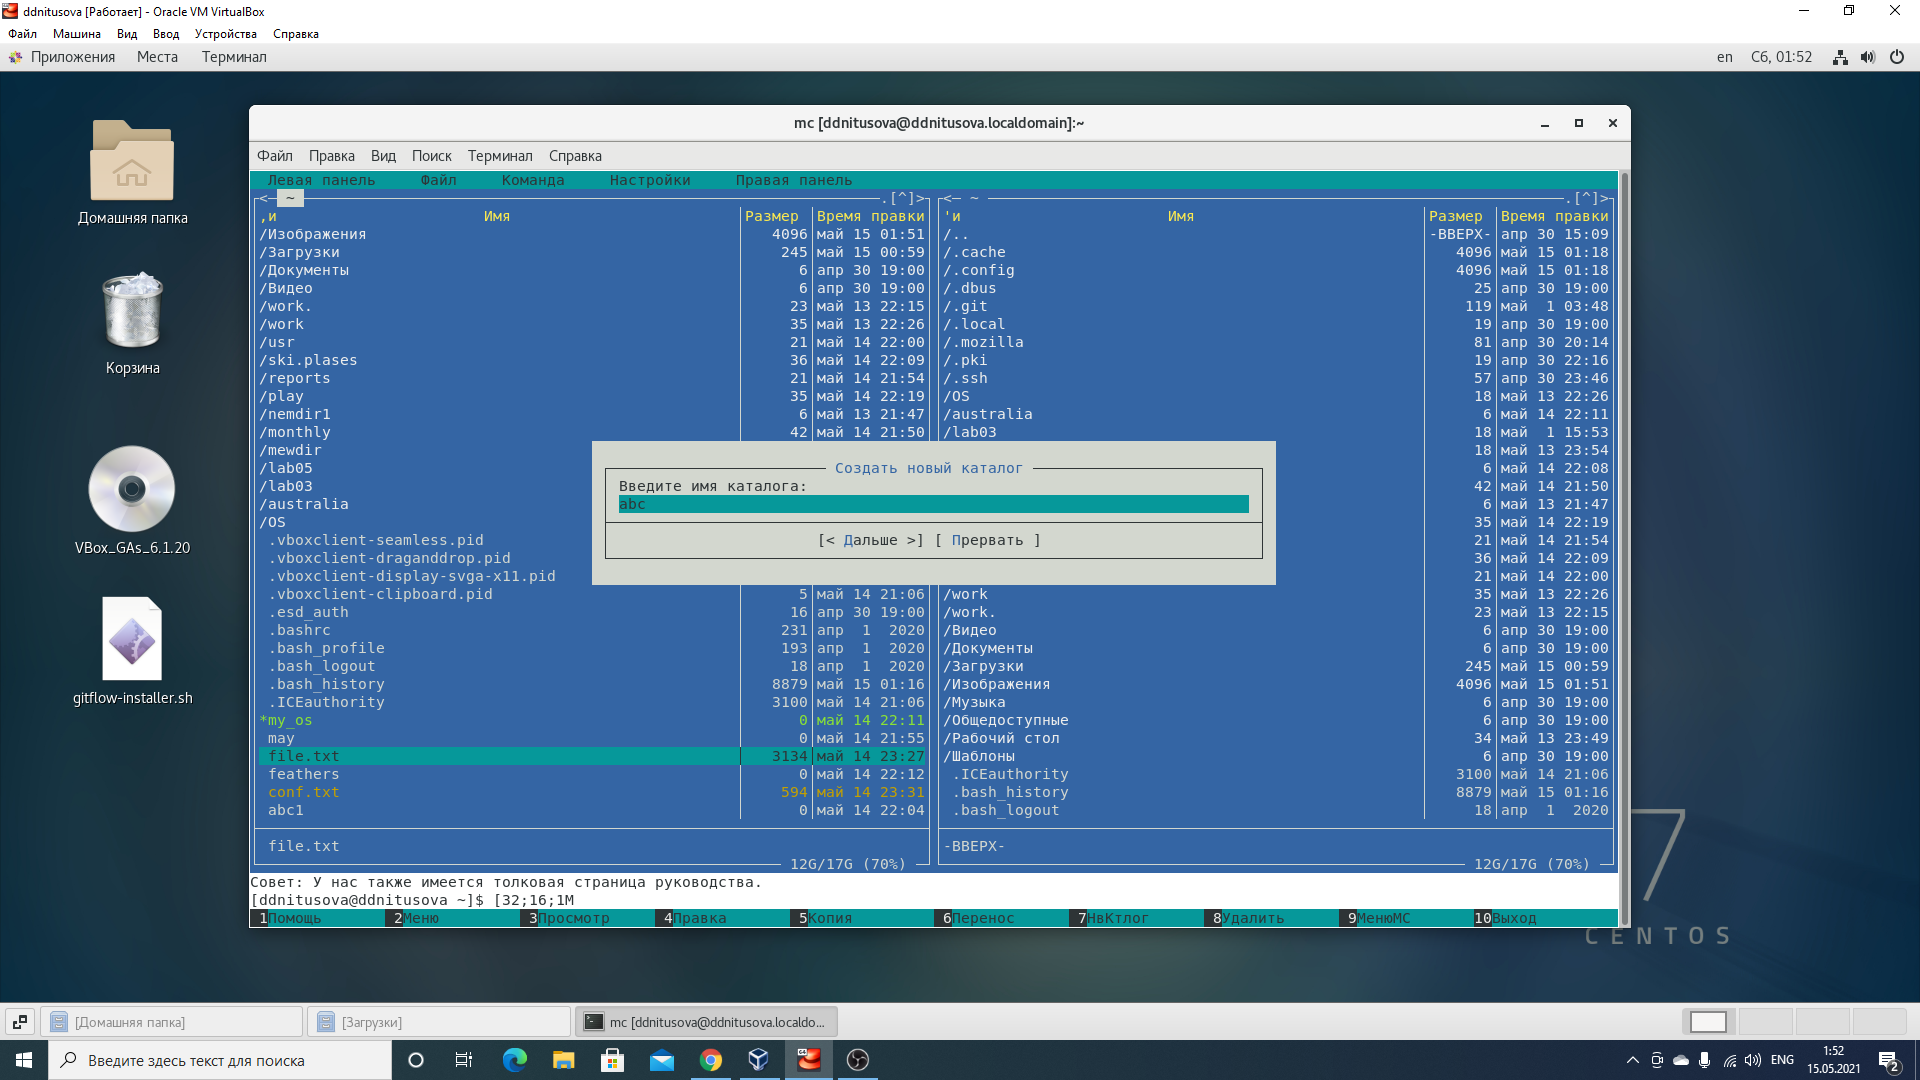 ddnitusova [Работает] - Oracle VM VirtualBox
Файл Машина Вид Ввод Устройства Справка
Приложения Места Терминал en Сб, 01:52
mc [ddnitusova@ddnitusova.localdomain]:~
Файл Правка Вид Поиск Терминал Справка
Левая панель Файл Команда Настройки Правая панель
<─ ~ .[^]> <─ ~ .[^]>
,и Имя Размер Время правки 'и Имя Размер Время правки
/Изображения 4096 май 15 01:51 /.. -ВВЕРХ- апр 30 15:09
/Загрузки 245 май 15 00:59 /.cache 4096 май 15 01:18
/Документы 6 апр 30 19:00 /.config 4096 май 15 01:18
/Видео 6 апр 30 19:00 /.dbus 25 апр 30 19:00
/work. 23 май 13 22:15 /.git 119 май 1 03:48
/work 35 май 13 22:26 /.local 19 апр 30 19:00
/usr 21 май 14 22:00 /.mozilla 81 апр 30 20:14
/ski.plases 36 май 14 22:09 /.pki 19 апр 30 22:16
/reports 21 май 14 21:54 /.ssh 57 апр 30 23:46
/play 35 май 14 22:19 /OS 18 май 13 22:26
/nemdir1 6 май 13 21:47 /australia 6 май 14 22:11
/monthly 42 май 14 21:50 /lab03 18 май 1 15:53
/mewdir 18 май 13 23:54
/lab05 6 май 14 22:08
/lab03 42 май 14 21:50
/australia 6 май 13 21:47
/OS 35 май 14 22:19
.vboxclient-seamless.pid 21 май 14 21:54
.vboxclient-draganddrop.pid 36 май 14 22:09
.vboxclient-display-svga-x11.pid 21 май 14 22:00
.vboxclient-clipboard.pid 5 май 14 21:06 /work 35 май 13 22:26
.esd_auth 16 апр 30 19:00 /work. 23 май 13 22:15
.bashrc 231 апр 1 2020 /Видео 6 апр 30 19:00
.bash_profile 193 апр 1 2020 /Документы 6 апр 30 19:00
.bash_logout 18 апр 1 2020 /Загрузки 245 май 15 00:59
.bash_history 8879 май 15 01:16 /Изображения 4096 май 15 01:51
.ICEauthority 3100 май 14 21:06 /Музыка 6 апр 30 19:00
*my_os 0 май 14 22:11 /Общедоступные 6 апр 30 19:00
may 0 май 14 21:55 /Рабочий стол 34 май 13 23:49
file.txt 3134 май 14 23:27 /Шаблоны 6 апр 30 19:00
feathers 0 май 14 22:12 .ICEauthority 3100 май 14 21:06
conf.txt 594 май 14 23:31 .bash_history 8879 май 15 01:16
abc1 0 май 14 22:04 .bash_logout 18 апр 1 2020
file.txt -ВВЕРХ-
12G/17G (70%) 12G/17G (70%)
Создать новый каталог
Введите имя каталога:
abc
[< Дальше >] [ Прервать ]
Совет: У нас также имеется толковая страница руководства.
[ddnitusova@ddnitusova ~]$ [32;16;1M
1Помощь 2Меню 3Просмотр 4Правка 5Копия 6Перенос 7НвКтлог 8Удалить 9МенюMC 10Выход
Домашняя папка
Корзина
VBox_GAs_6.1.20
gitflow-installer.sh
7
CENTOS
[Домашняя папка] [Загрузки] mc [ddnitusova@ddnitusova.localdo...
Введите здесь текст для поиска ENG 1:52
15.05.2021 2